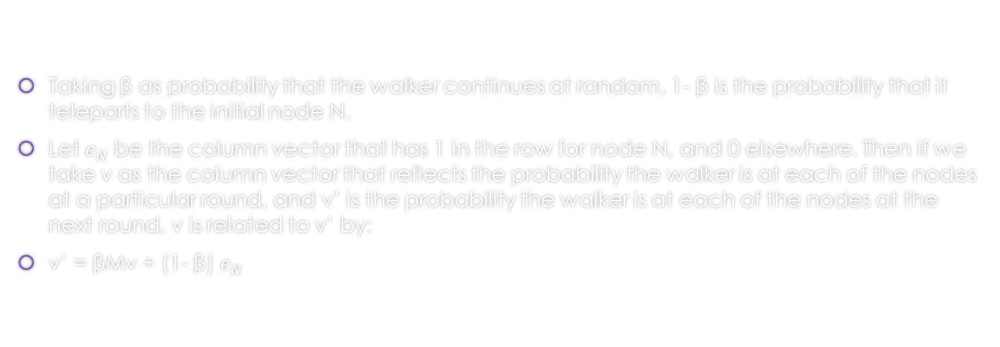 Taking β as probability that the walker continues at random, 1- β is the probability that it
teleports to the initial node N.
Let e_N be the column vector that has 1 in the row for node N, and 0 elsewhere. Then if we
take v as the column vector that reflects the probability the walker is at each of the nodes
at a particular round, and v' is the probability the walker is at each of the nodes at the
next round, v is related to v' by:
v' = βMv + (1- β) e_N